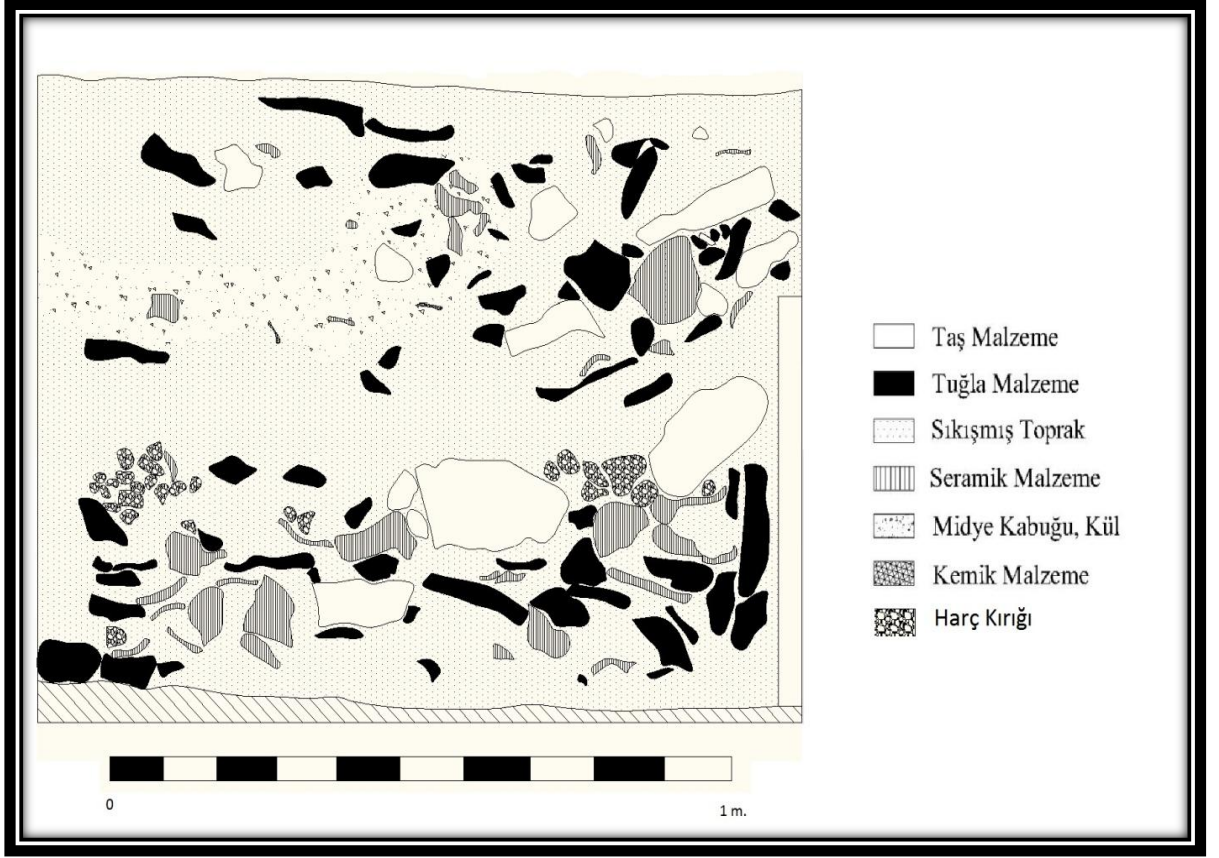 Taş Malzeme
Tuğla Malzeme
Sıkışmış Toprak
Seramik Malzeme
Midye Kabuğu, Kül
Kemik Malzeme
Harç Kırığı
0
1 m.